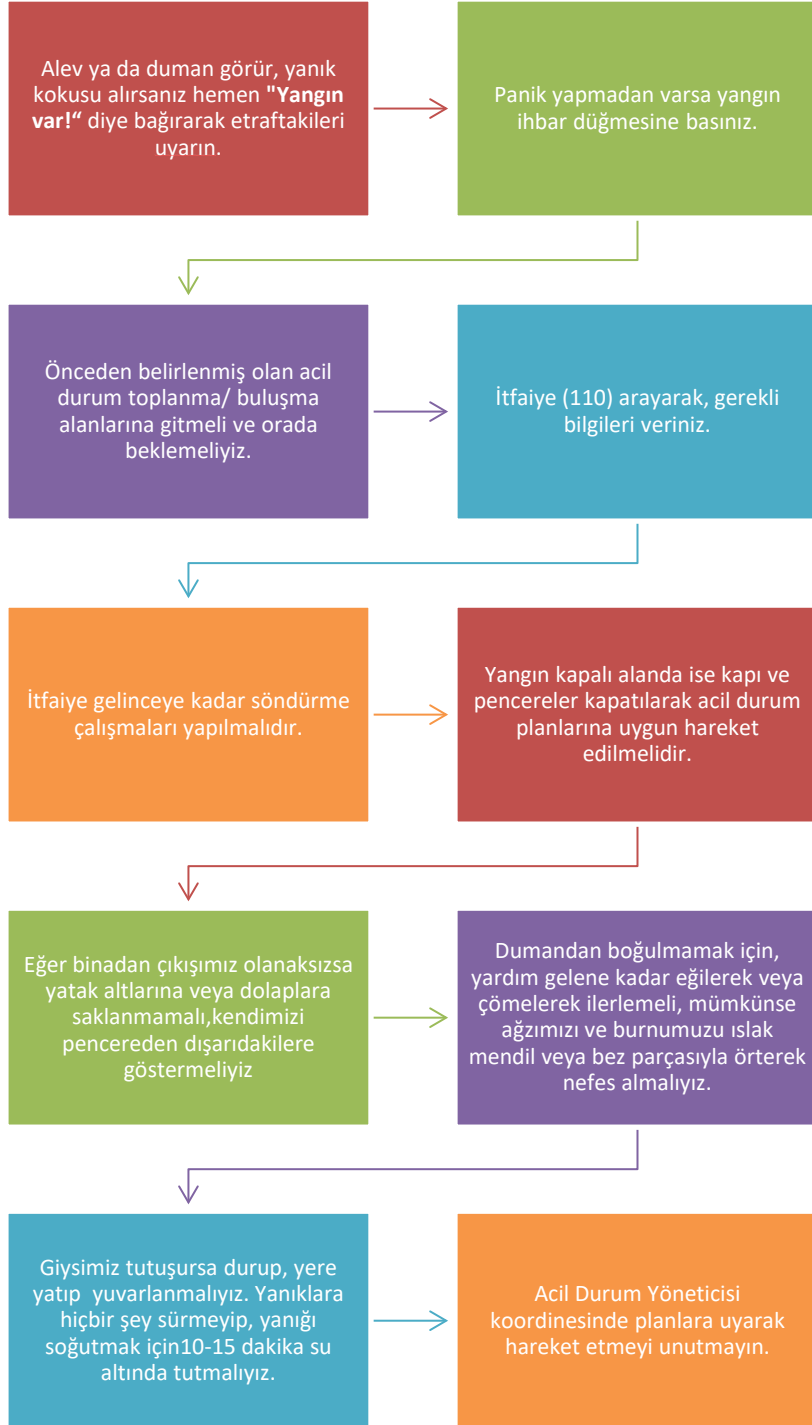 Alev ya da duman görür, yanık
kokusu alırsanız hemen "Yangın
var!“ diye bağırarak etraftakileri
uyarın.
Panik yapmadan varsa yangın
ihbar düğmesine basınız.
Önceden belirlenmiş olan acil
durum toplanma/ buluşma
alanlarına gitmeli ve orada
beklemeliyiz.
İtfaiye (110) arayarak, gerekli
bilgileri veriniz.
İtfaiye gelinceye kadar söndürme
çalışmaları yapılmalıdır.
Yangın kapalı alanda ise kapı ve
pencereler kapatılarak acil durum
planlarına uygun hareket
edilmelidir.
Eğer binadan çıkışımız olanaksızsa
yatak altlarına veya dolaplara
saklanmamalı,kendimizi
pencereden dışarıdakilere
göstermeliyiz
Dumandan boğulmamak için,
yardım gelene kadar eğilerek veya
çömelerek ilerlemeli, mümkünse
ağzımızı ve burnumuzu ıslak
mendil veya bez parçasıyla örterek
nefes almalıyız.
Giysimiz tutuşursa durup, yere
yatıp  yuvarlanmalıyız. Yanıklara
hiçbir şey sürmeyip, yanığı
soğutmak için10-15 dakika su
altında tutmalıyız.
Acil Durum Yöneticisi
koordinesinde planlara uyarak
hareket etmeyi unutmayın.